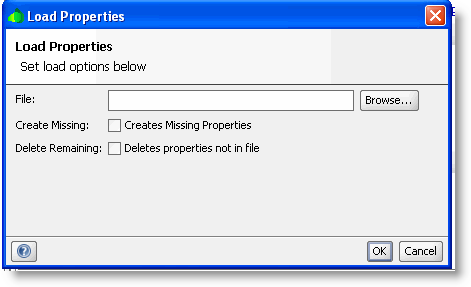 Load Properties
Load Properties
Set load options below
File: Browse...
Create Missing: Creates Missing Properties
Delete Remaining: Deletes properties not in file
? OK Cancel